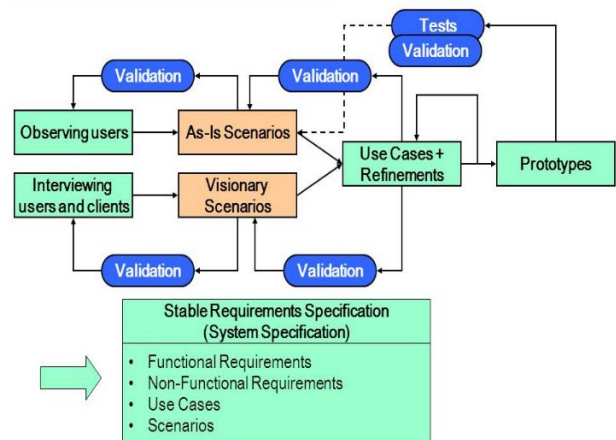 Tests
Validation
Validation
Validation
Observing users
As-Is Scenarios
Use Cases +
Refinements
Prototypes
Interviewing
users and clients
Visionary
Scenarios
Validation
Validation
Stable Requirements Specification
(System Specification)
• Functional Requirements
• Non-Functional Requirements
• Use Cases
• Scenarios